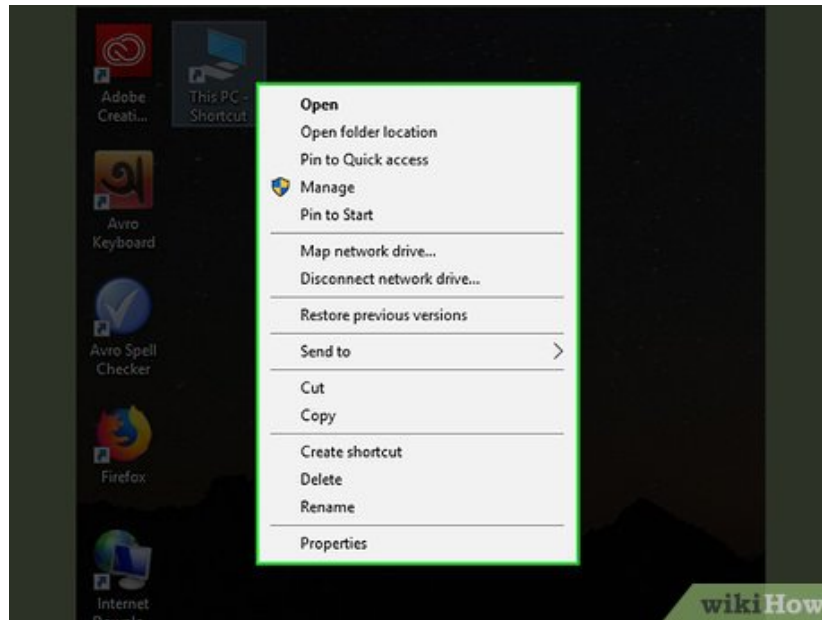 Adobe
Creati...
This PC -
Shortcut
Avro
Keyboard
Avro Spell
Checker
Firefox
Internet
Open
Open folder location
Pin to Quick access
Manage
Pin to Start
Map network drive...
Disconnect network drive...
Restore previous versions
Send to
Cut
Copy
Create shortcut
Delete
Rename
Properties
wikiHow